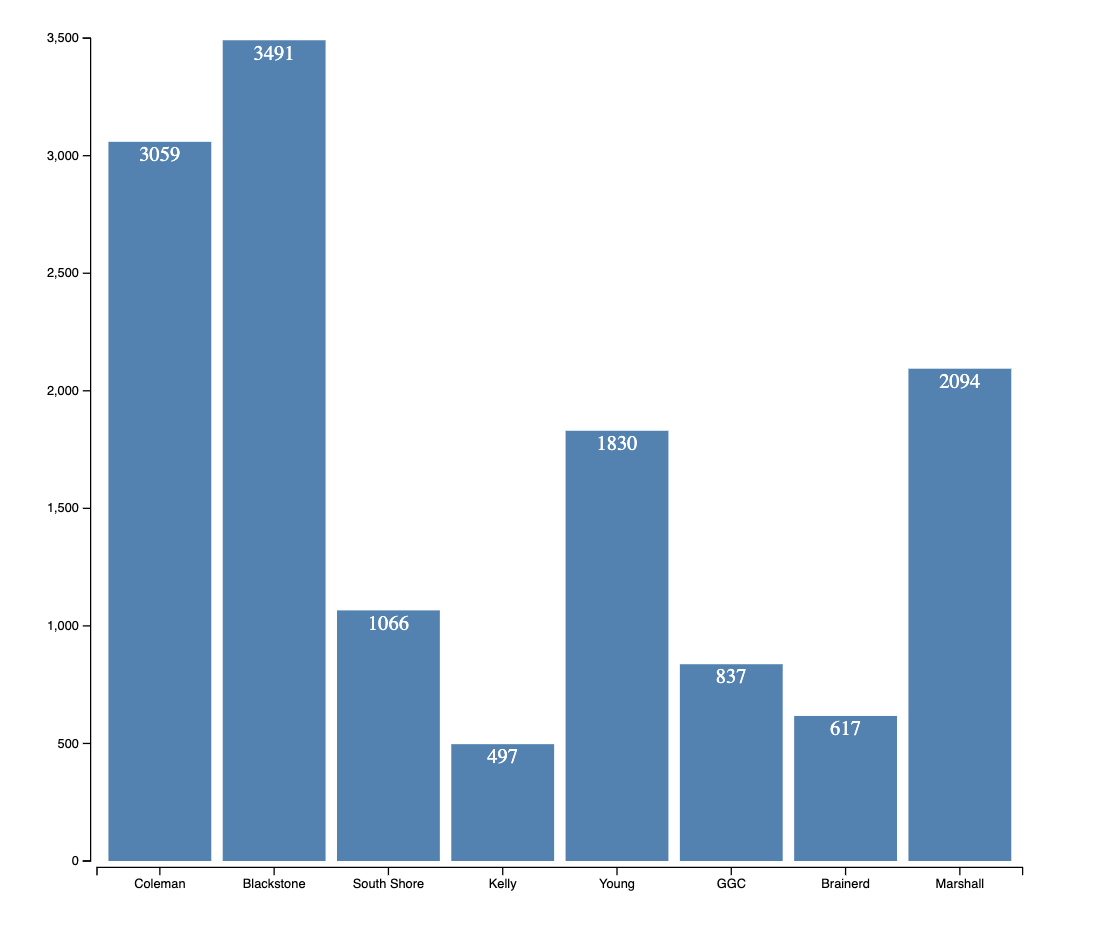 3,500
3,000
2,500
2,000
1,500
1,000
500
0
3059
3491
1066
497
1830
837
617
2094
Coleman
Blackstone
South Shore
Kelly
Young
GGC
Brainerd
Marshall